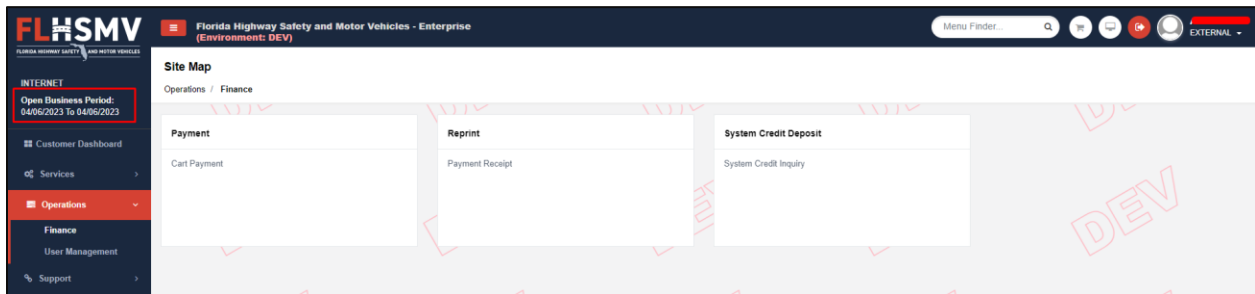 FLHSMV
FLORIDA HIGHWAY SAFETY AND MOTOR VEHICLES
INTERNET
Open Business Period:
04/06/2023 To 04/06/2023
Customer Dashboard
Services
Operations
Finance
User Management
Support
Florida Highway Safety and Motor Vehicles - Enterprise
(Environment: DEV)
Menu Finder...
EXTERNAL
Site Map
Operations / Finance
Payment
Cart Payment
Reprint
Payment Receipt
System Credit Deposit
System Credit Inquiry
DEV